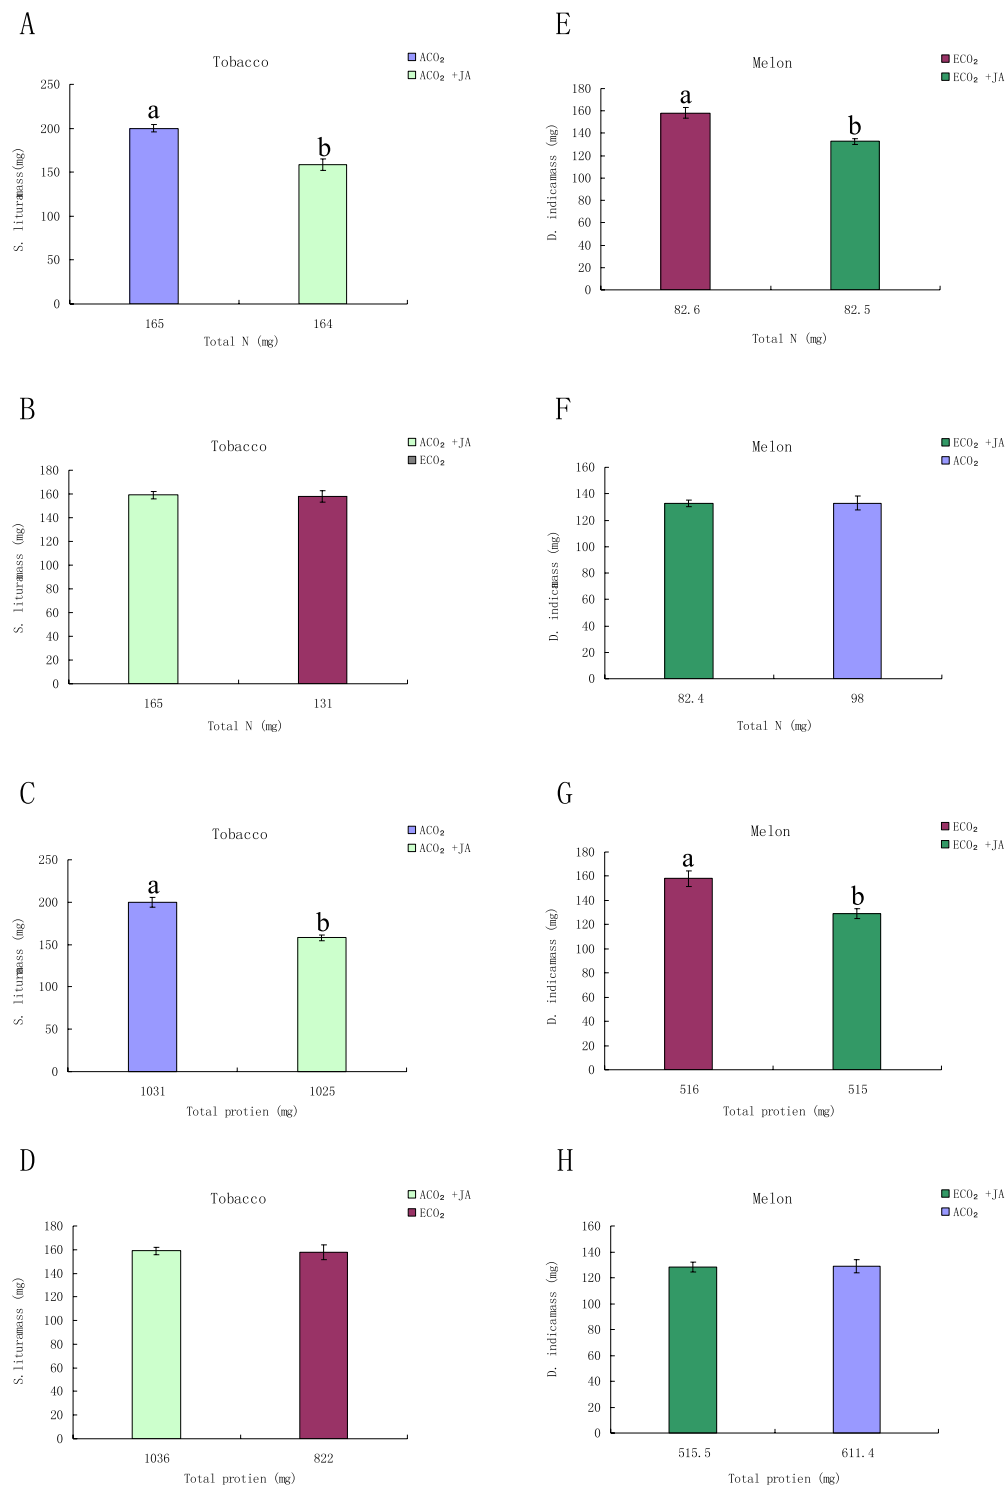 A
Tobacco
ACO₂
ACO₂ +JA
a
b
S. lituramass(mg)
250
200
150
100
50
0
165
164
Total N (mg)
E
Melon
ECO₂
ECO₂ +JA
a
b
D. indicamass (mg)
180
160
140
120
100
80
60
40
20
0
82.6
82.5
Total N (mg)
B
Tobacco
ACO₂ +JA
ECO₂
S. lituramass (mg)
180
160
140
120
100
80
60
40
20
0
165
131
Total N (mg)
F
Melon
ECO₂ +JA
ACO₂
D. indicamass (mg)
160
140
120
100
80
60
40
20
0
82.4
98
Total N (mg)
C
Tobacco
ACO₂
ACO₂ +JA
a
b
S. lituramass (mg)
250
200
150
100
50
0
1031
1025
Total protien (mg)
G
Melon
ECO₂
ECO₂ +JA
a
b
D. indicamass (mg)
180
160
140
120
100
80
60
40
20
0
516
515
Total protien (mg)
D
Tobacco
ACO₂ +JA
ECO₂
S.lituramass (mg)
180
160
140
120
100
80
60
40
20
0
1036
822
Total protien (mg)
H
Melon
ECO₂ +JA
ACO₂
D. indicamass (mg)
160
140
120
100
80
60
40
20
0
515.5
611.4
Total protien (mg)